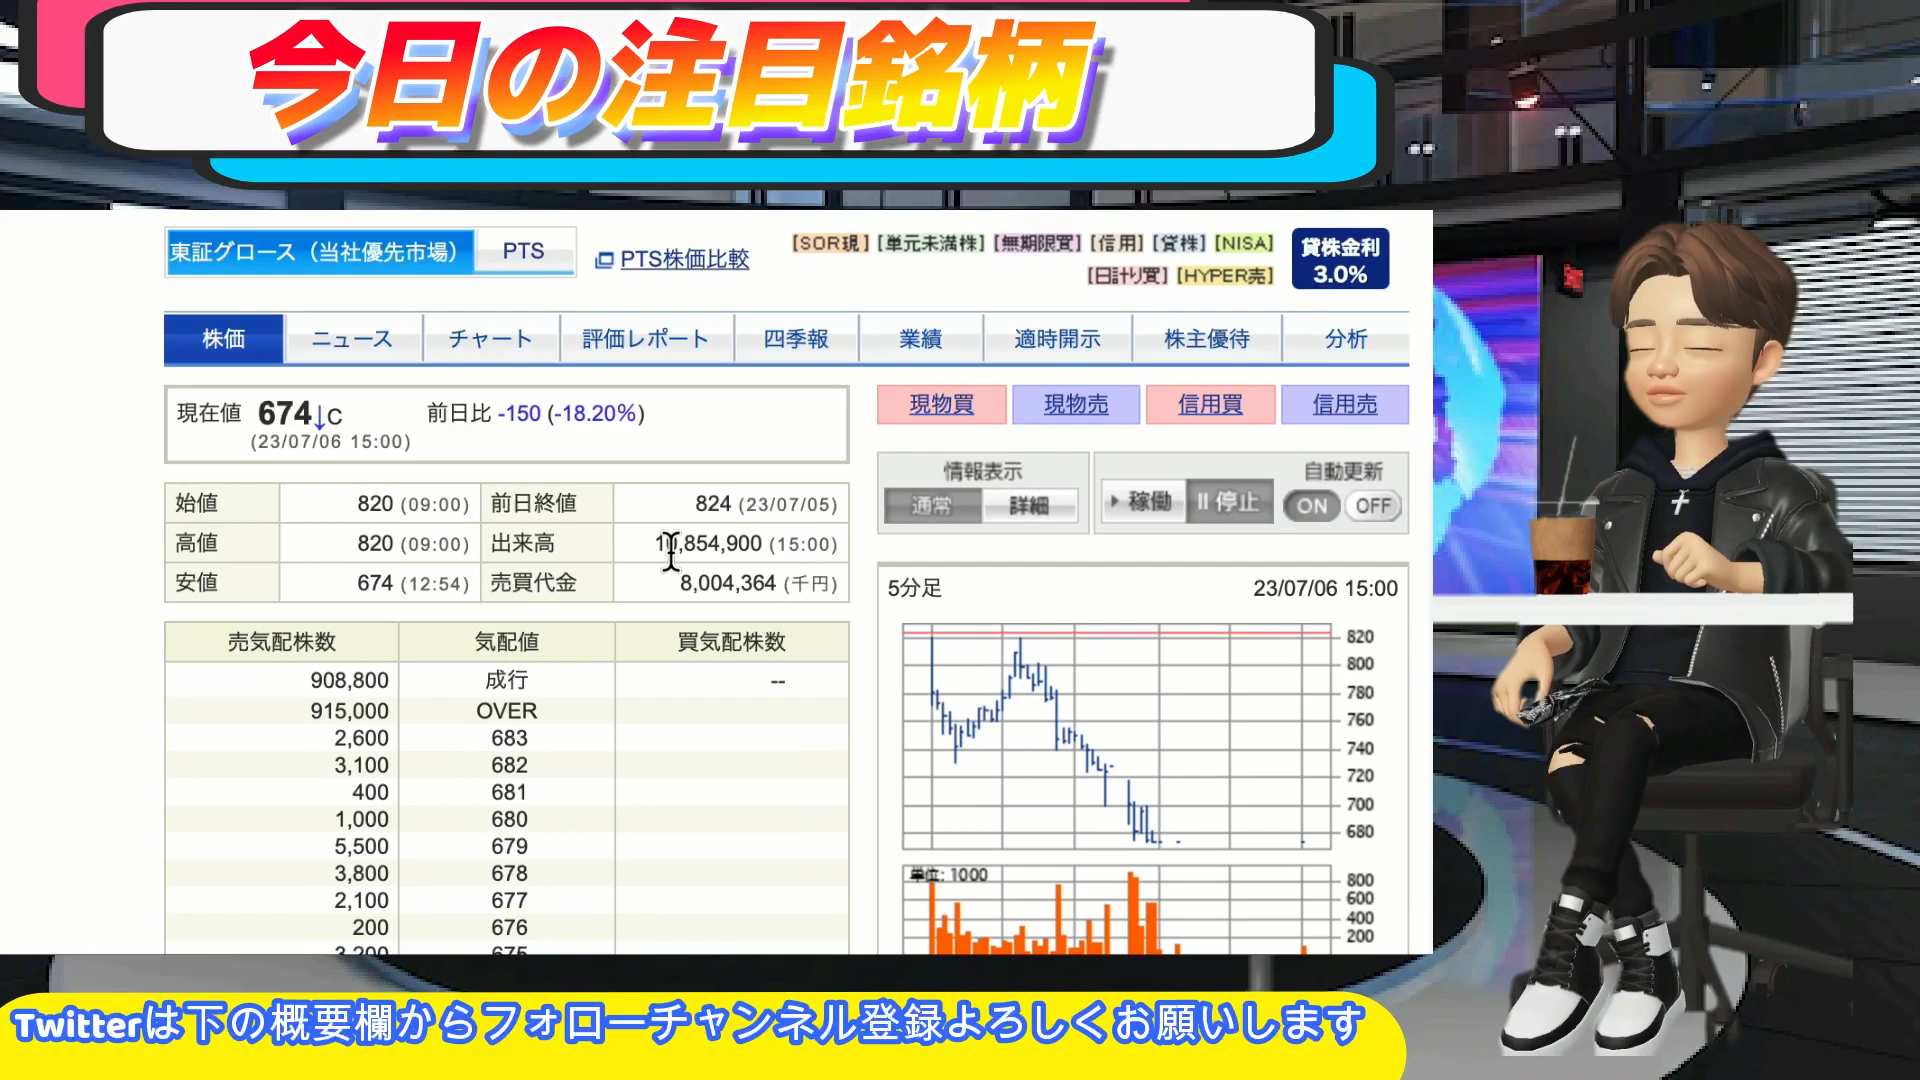 今日の注目銘柄
東証グロース（当社優先市場） PTS PTS株価比較
[SOR現] [単元未満株] [無期限買] [信用] [貸株] [NISA]
[日計り買] [HYPER売]
貸株金利
3.0%
株価 ニュース チャート 評価レポート 四季報 業績 適時開示 株主優待 分析
現在値 674↓C 前日比 -150 (-18.20%)
(23/07/06 15:00)
現物買 現物売 信用買 信用売
情報表示
通常 詳細
自動更新
稼働 停止 ON OFF
始値 820 (09:00) 前日終値 824 (23/07/05)
高値 820 (09:00) 出来高 ,854,900 (15:00)
安値 674 (12:54) 売買代金 8,004,364 (千円)
売気配株数 気配値 買気配株数
908,800 成行 --
915,000 OVER
2,600 683
3,100 682
400 681
1,000 680
5,500 679
3,800 678
2,100 677
200 676
3,200 675
5分足 23/07/06 15:00
820
800
780
760
740
720
700
680
単位: 1000
800
600
400
200
Twitterは下の概要欄からフォローチャンネル登録よろしくお願いします